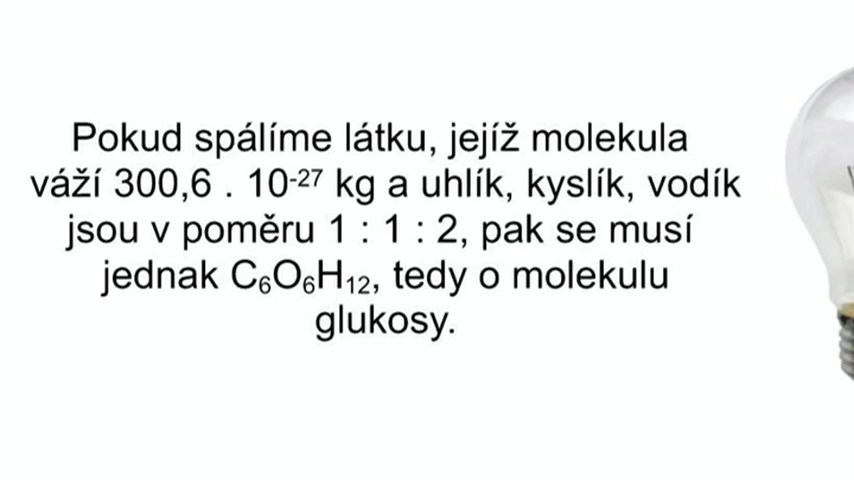 Pokud spálíme látku, jejíž molekula
váží 300,6 . 10⁻²⁷ kg a uhlík, kyslík, vodík
jsou v poměru 1 : 1 : 2, pak se musí
jednak C₆O₆H₁₂, tedy o molekulu
glukosy.